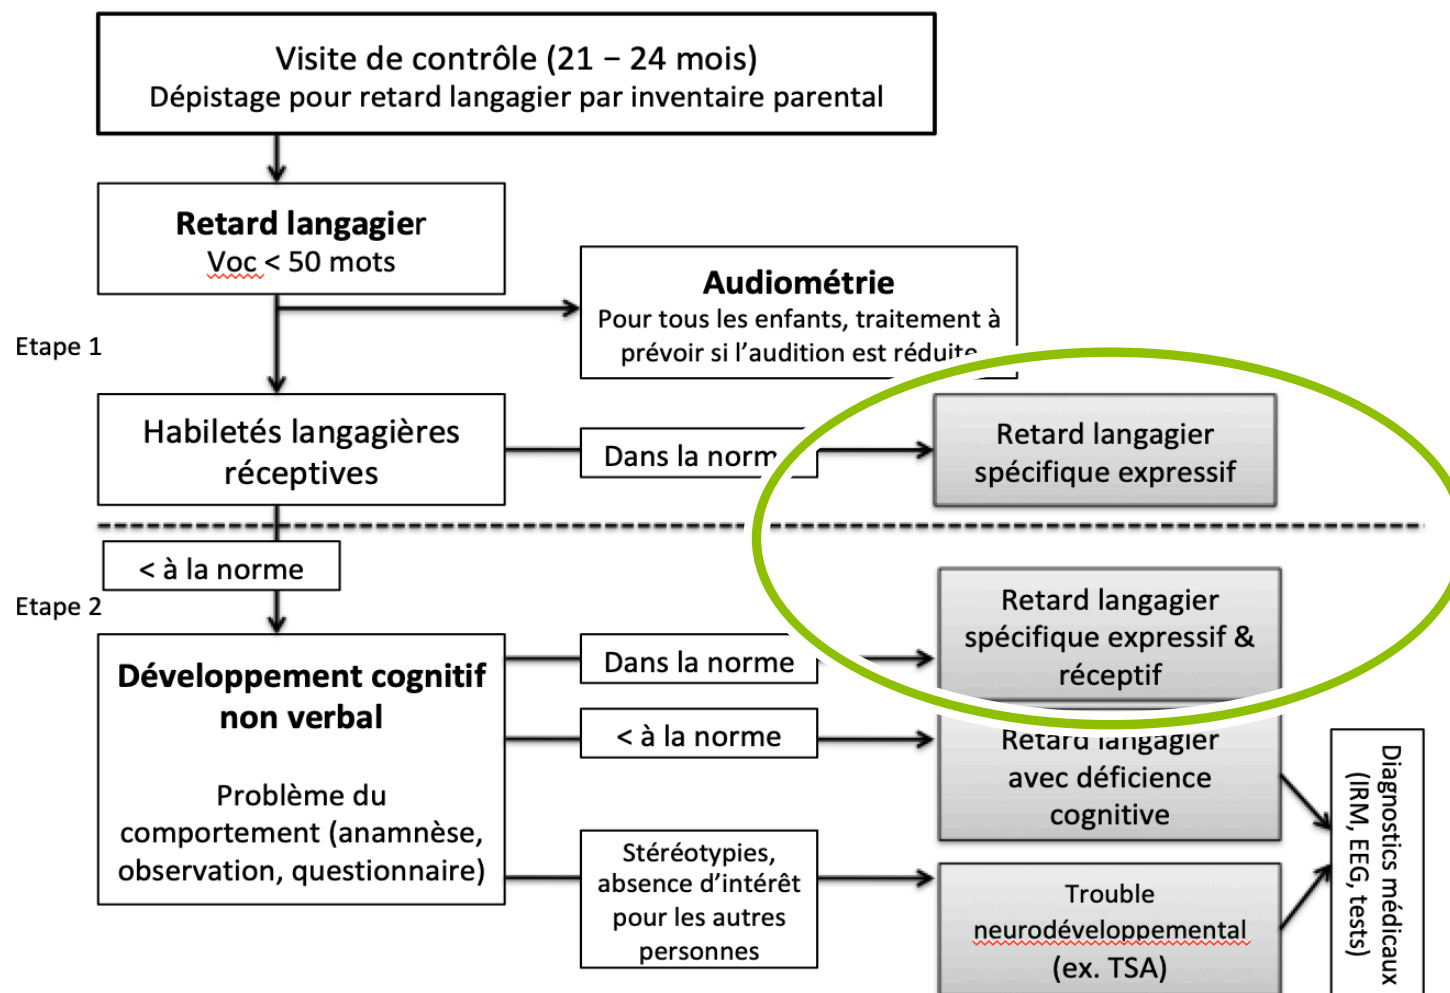 Visite de contrôle (21 – 24 mois)
Dépistage pour retard langagier par inventaire parental
Retard langagier
Voc < 50 mots
Audiométrie
Pour tous les enfants, traitement à
prévoir si l’audition est réduite
Etape 1
Habiletés langagières
réceptives
Dans la norm
Retard langagier
spécifique expressif
< à la norme
Etape 2
Développement cognitif
non verbal
Problème du
comportement (anamnèse,
observation, questionnaire)
Dans la norme
Retard langagier
spécifique expressif &
réceptif
< à la norme
Retard langagier
avec déficience
cognitive
Stéréotypies,
absence d’intérêt
pour les autres
personnes
Trouble
neurodéveloppemental
(ex. TSA)
Diagnostics médicaux
(IRM, EEG, tests)